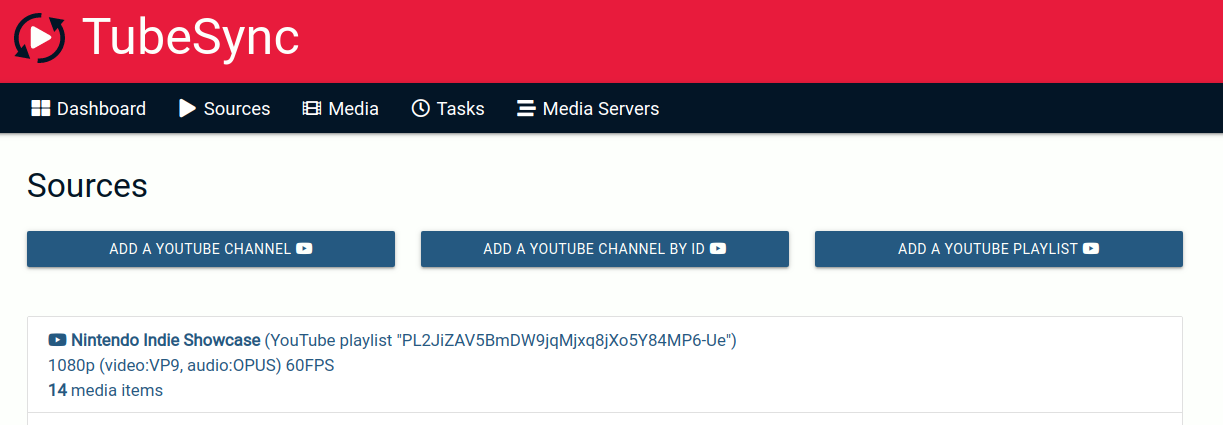 TubeSync
Dashboard Sources Media Tasks Media Servers
Sources
ADD A YOUTUBE CHANNEL ADD A YOUTUBE CHANNEL BY ID ADD A YOUTUBE PLAYLIST
Nintendo Indie Showcase (YouTube playlist "PL2JiZAV5BmDW9jqMjxq8jXo5Y84MP6-Ue")
1080p (video:VP9, audio:OPUS) 60FPS
14 media items